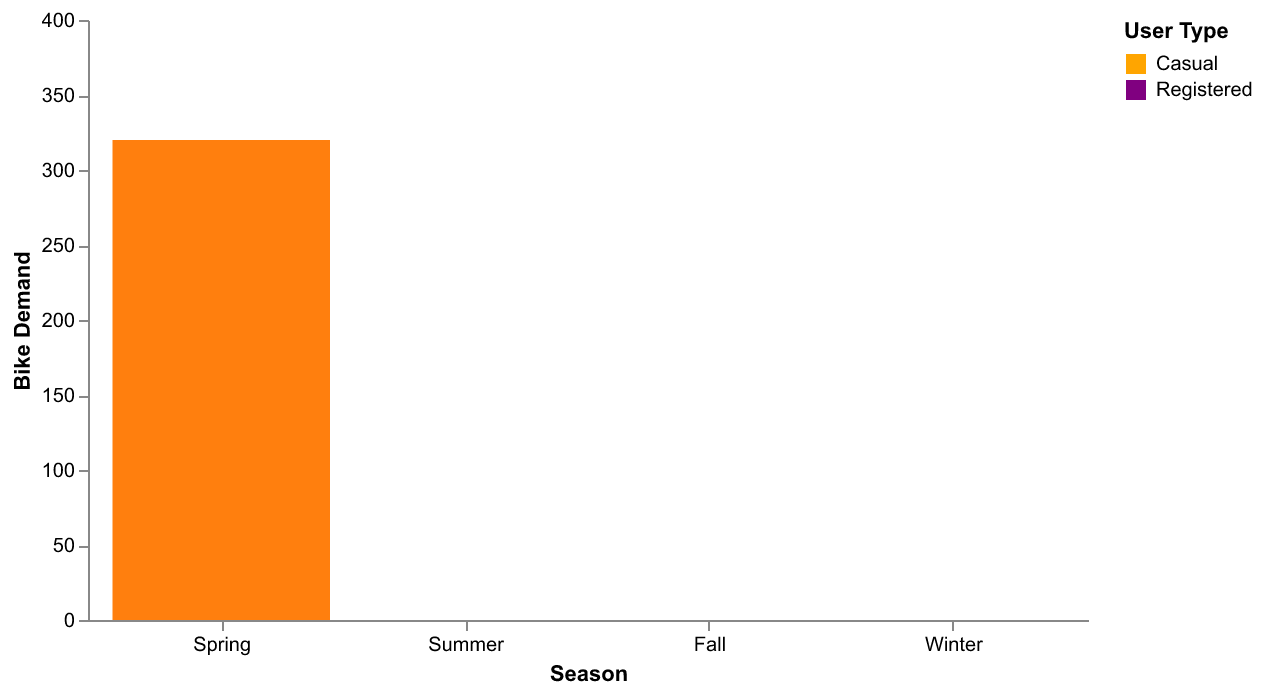 400
350
300
250
200
150
100
50
0
Bike Demand
Spring Summer Fall Winter
Season
User Type
Casual
Registered